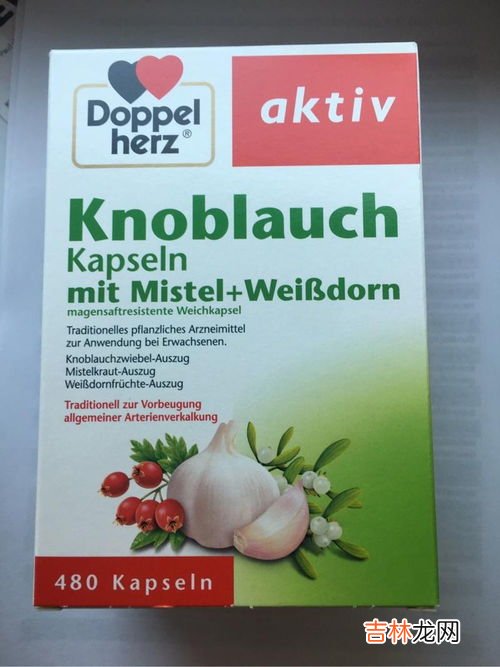 Doppel
herz®
aktiv
Knoblauch
Kapseln
mit Mistel+Weißdorn
magensaftresistente Weichkapsel
Traditionelles pflanzliches Arzneimittel
zur Anwendung bei Erwachsenen.
Knoblauchzwiebel-Auszug
Mistelkraut-Auszug
Weißdornfrüchte-Auszug
Traditionell zur Vorbeugung
allgemeiner Arterienverkalkung
480 Kapseln
吉林龙网